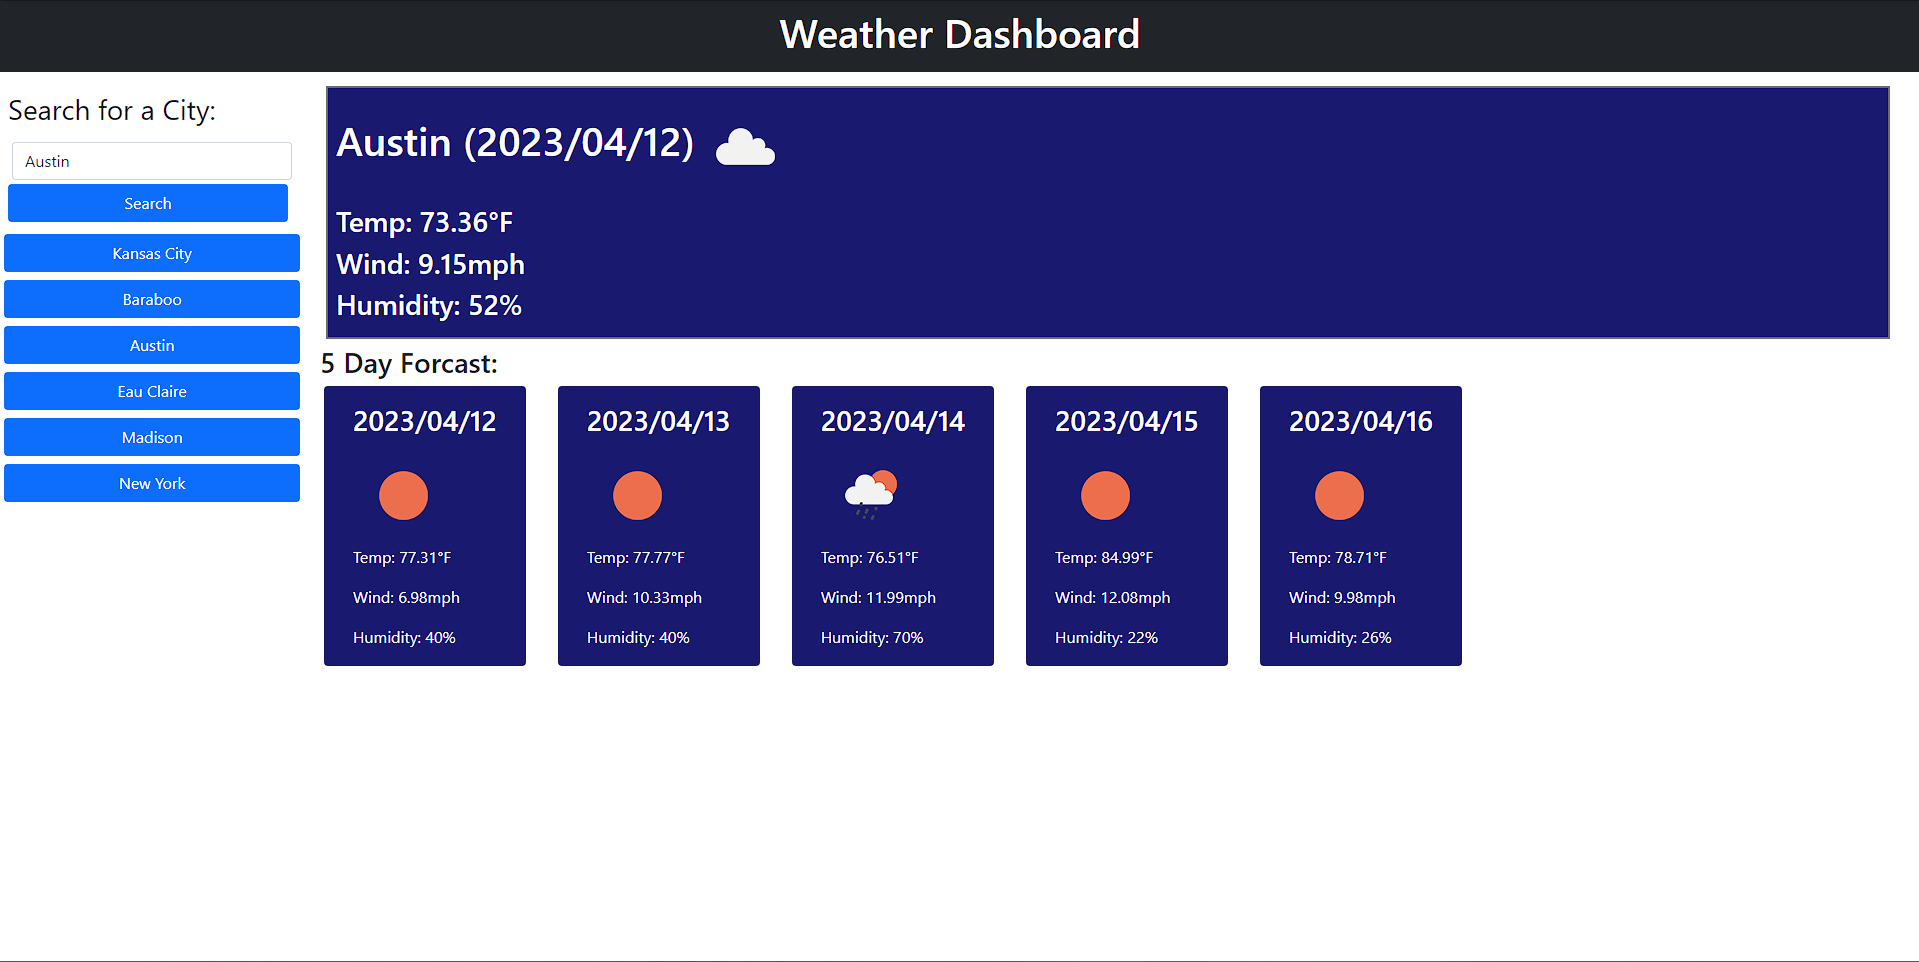 Weather Dashboard
Search for a City:
Austin
Search
Kansas City
Baraboo
Austin
Eau Claire
Madison
New York
Austin (2023/04/12)
Temp: 73.36°F
Wind: 9.15mph
Humidity: 52%
5 Day Forcast:
2023/04/12
Temp: 77.31°F
Wind: 6.98mph
Humidity: 40%
2023/04/13
Temp: 77.77°F
Wind: 10.33mph
Humidity: 40%
2023/04/14
Temp: 76.51°F
Wind: 11.99mph
Humidity: 70%
2023/04/15
Temp: 84.99°F
Wind: 12.08mph
Humidity: 22%
2023/04/16
Temp: 78.71°F
Wind: 9.98mph
Humidity: 26%